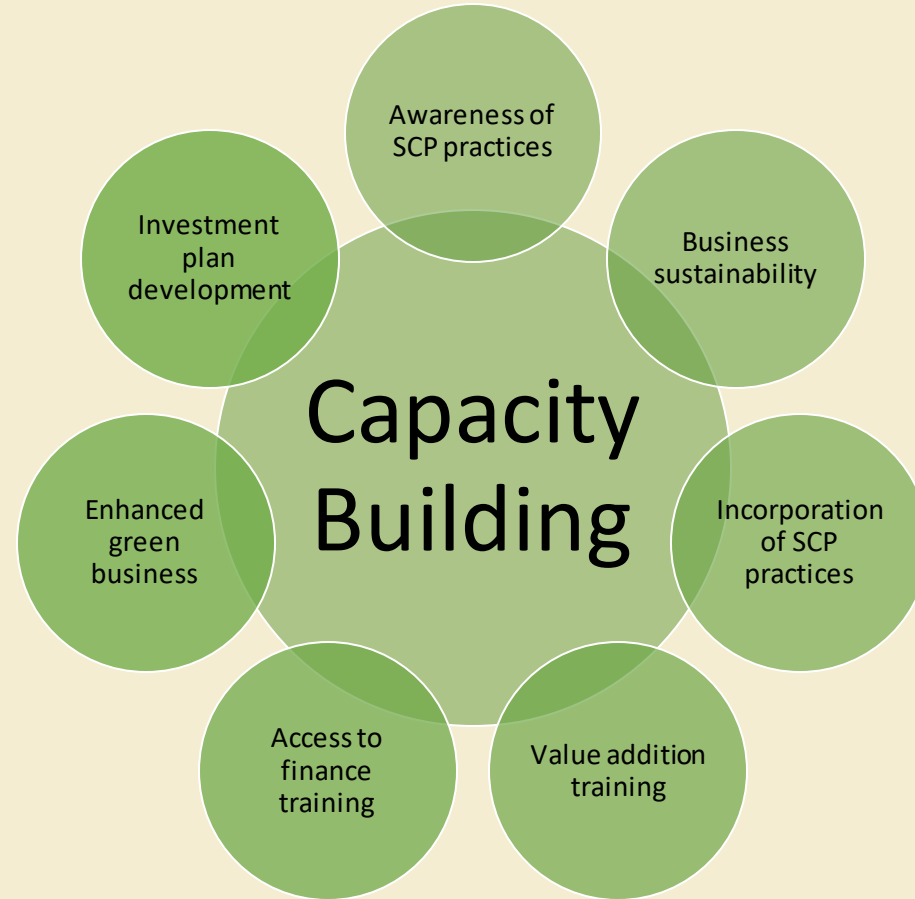 Awareness of
SCP practices
Business
sustainability
Incorporation
of SCP
practices
Value addition
training
Access to
finance
training
Enhanced
green
business
Investment
plan
development
Capacity
Building